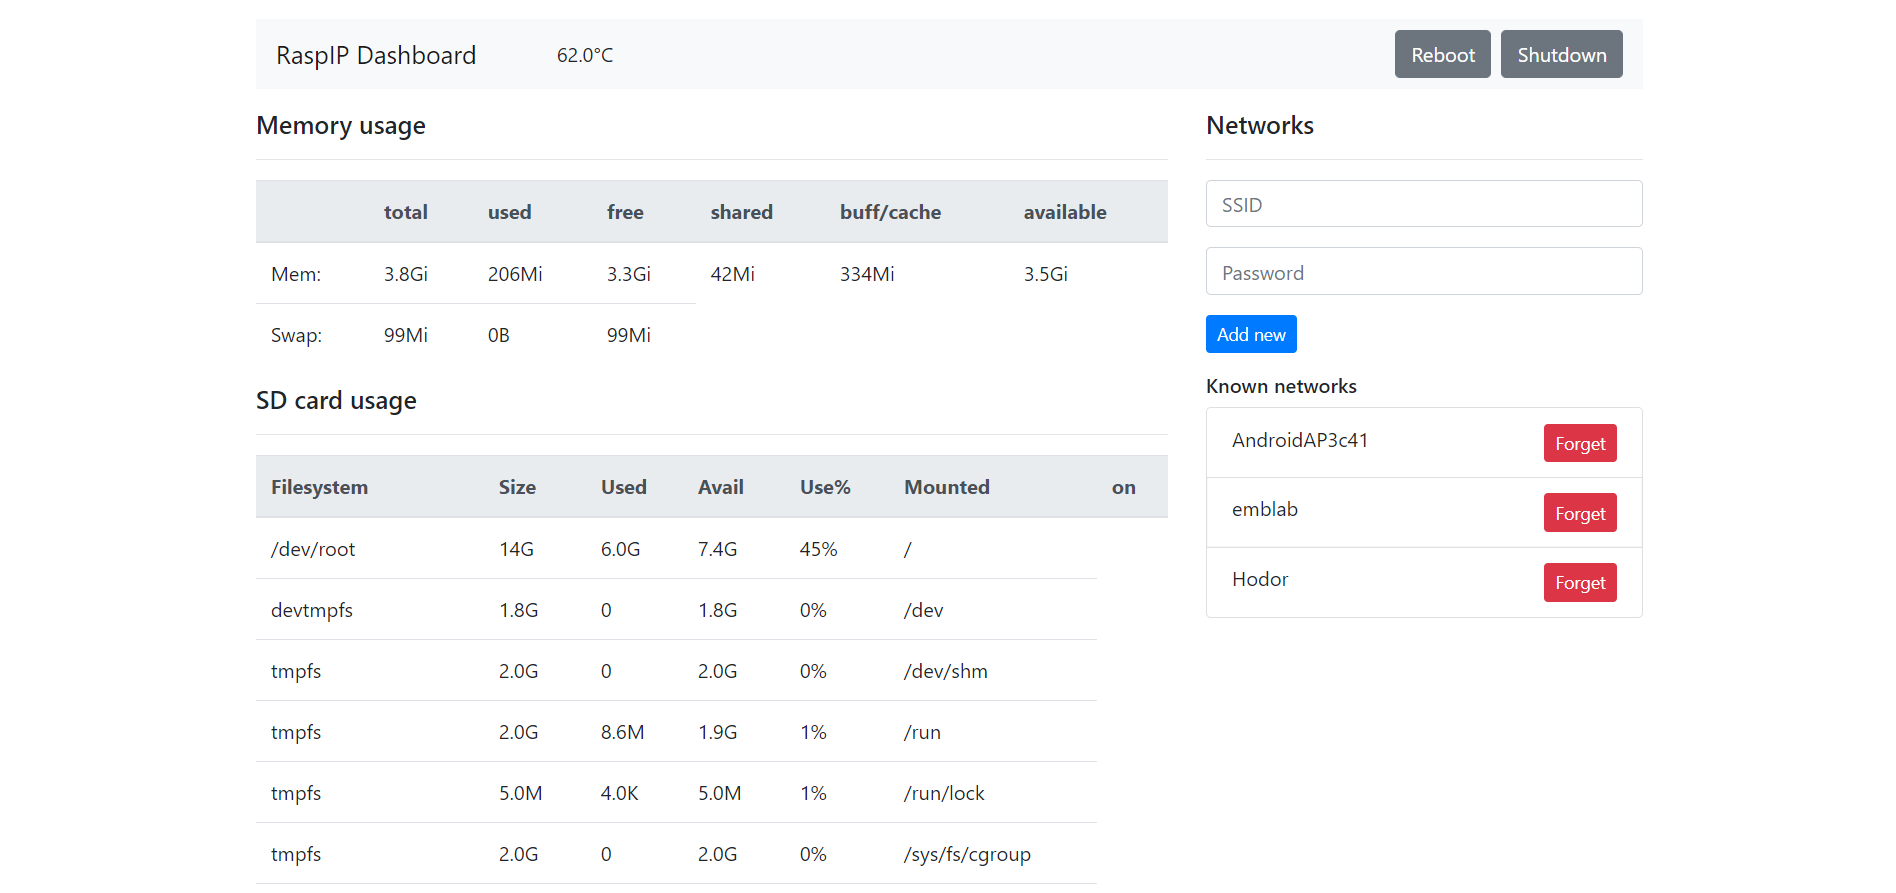 RaspIP Dashboard 62.0°C Reboot Shutdown
Memory usage
total used free shared buff/cache available
Mem: 3.8Gi 206Mi 3.3Gi 42Mi 334Mi 3.5Gi
Swap: 99Mi 0B 99Mi
SD card usage
Filesystem Size Used Avail Use% Mounted on
/dev/root 14G 6.0G 7.4G 45% /
devtmpfs 1.8G 0 1.8G 0% /dev
tmpfs 2.0G 0 2.0G 0% /dev/shm
tmpfs 2.0G 8.6M 1.9G 1% /run
tmpfs 5.0M 4.0K 5.0M 1% /run/lock
tmpfs 2.0G 0 2.0G 0% /sys/fs/cgroup
Networks
SSID
Password
Add new
Known networks
AndroidAP3c41 Forget
emblab Forget
Hodor Forget